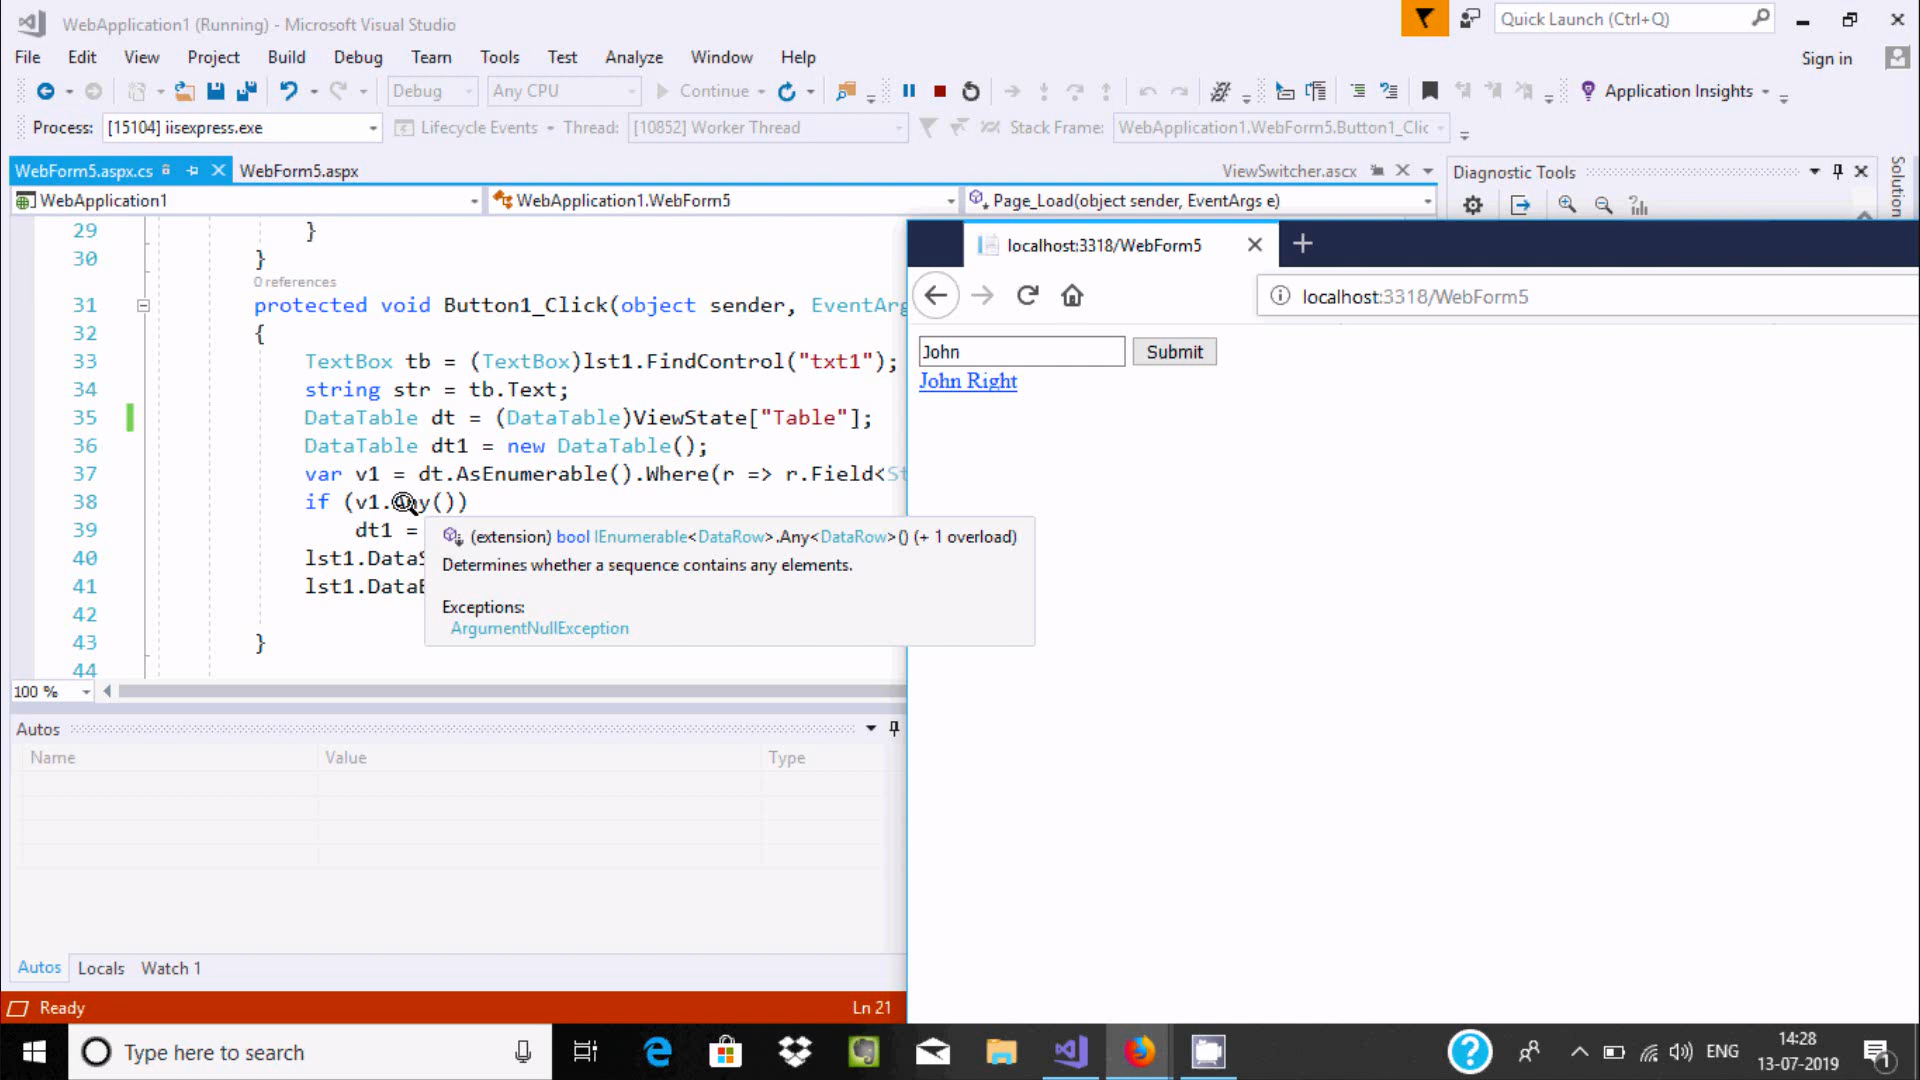 WebApplication1 (Running) - Microsoft Visual Studio
Quick Launch (Ctrl+Q)
File Edit View Project Build Debug Team Tools Test Analyze Window Help
Sign in
Debug Any CPU Continue Application Insights
Process: [15104] iisexpress.exe Lifecycle Events Thread: [10852] Worker Thread Stack Frame: WebApplication1.WebForm5.Button1_Clic
WebForm5.aspx.cs WebForm5.aspx ViewSwitcher.ascx Diagnostic Tools
Solution
WebApplication1 WebApplication1.WebForm5 Page_Load(object sender, EventArgs e)
29 }
30 }
0 references
31 protected void Button1_Click(object sender, EventArg
32 {
33 TextBox tb = (TextBox)lst1.FindControl("txt1");
34 string str = tb.Text;
35 DataTable dt = (DataTable)ViewState["Table"];
36 DataTable dt1 = new DataTable();
37 var v1 = dt.AsEnumerable().Where(r => r.Field<St
38 if (v1.Any())
39 dt1 =
40 lst1.DataS
41 lst1.DataB
42
43 }
44
(extension) bool IEnumerable<DataRow>.Any<DataRow>() (+ 1 overload)
Determines whether a sequence contains any elements.
Exceptions:
ArgumentNullException
100 %
Autos
Name Value Type
Autos Locals Watch 1
Ready Ln 21
localhost:3318/WebForm5
localhost:3318/WebForm5
John Submit
John Right
Type here to search
ENG
14:28
13-07-2019
1